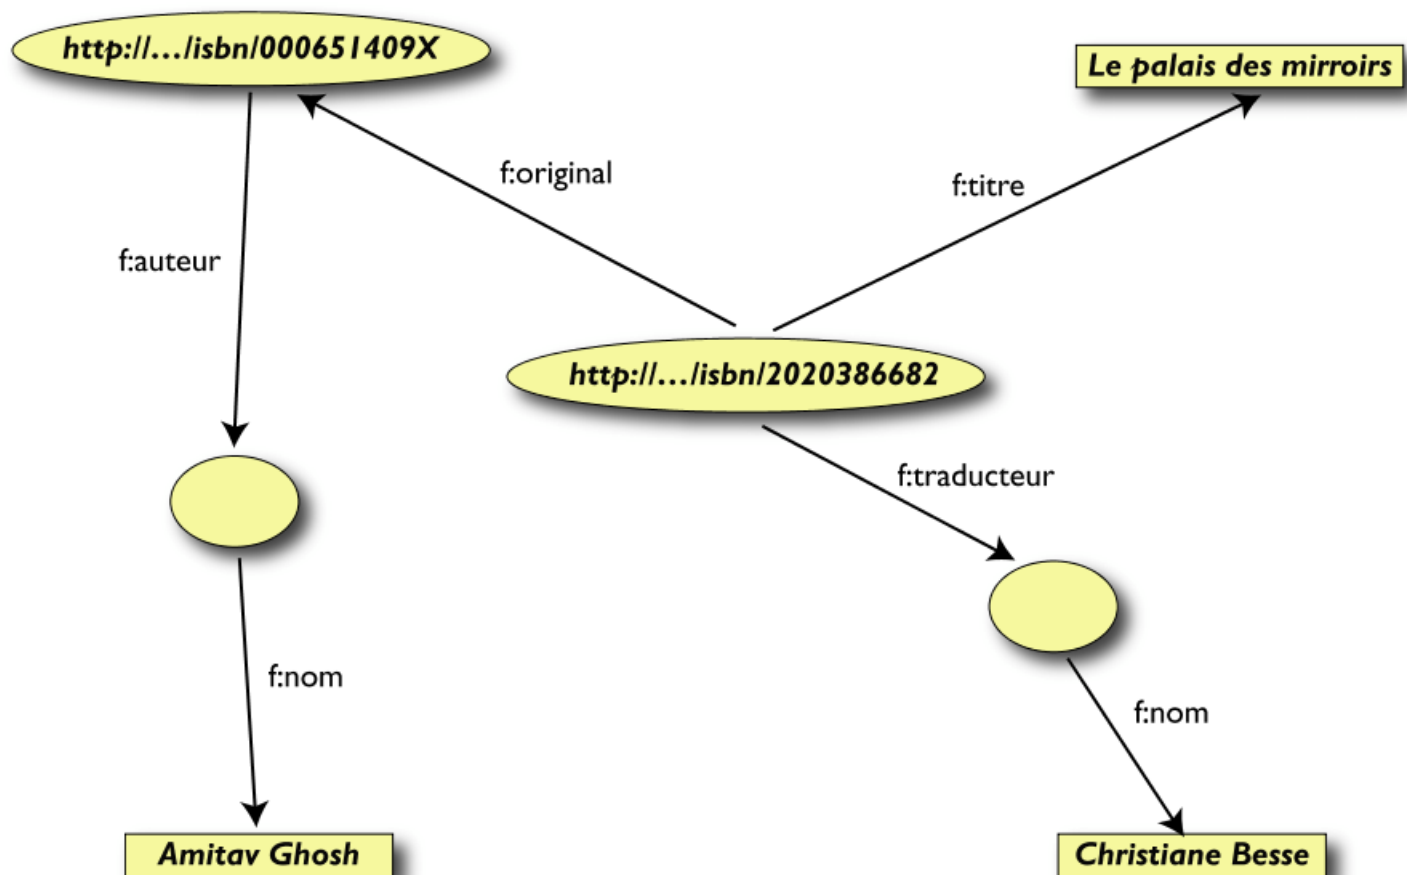 http://…/isbn/000651409X
Le palais des mirroirs
f:original
f:titre
f:auteur
http://…/isbn/2020386682
f:traducteur
f:nom
f:nom
Amitav Ghosh
Christiane Besse